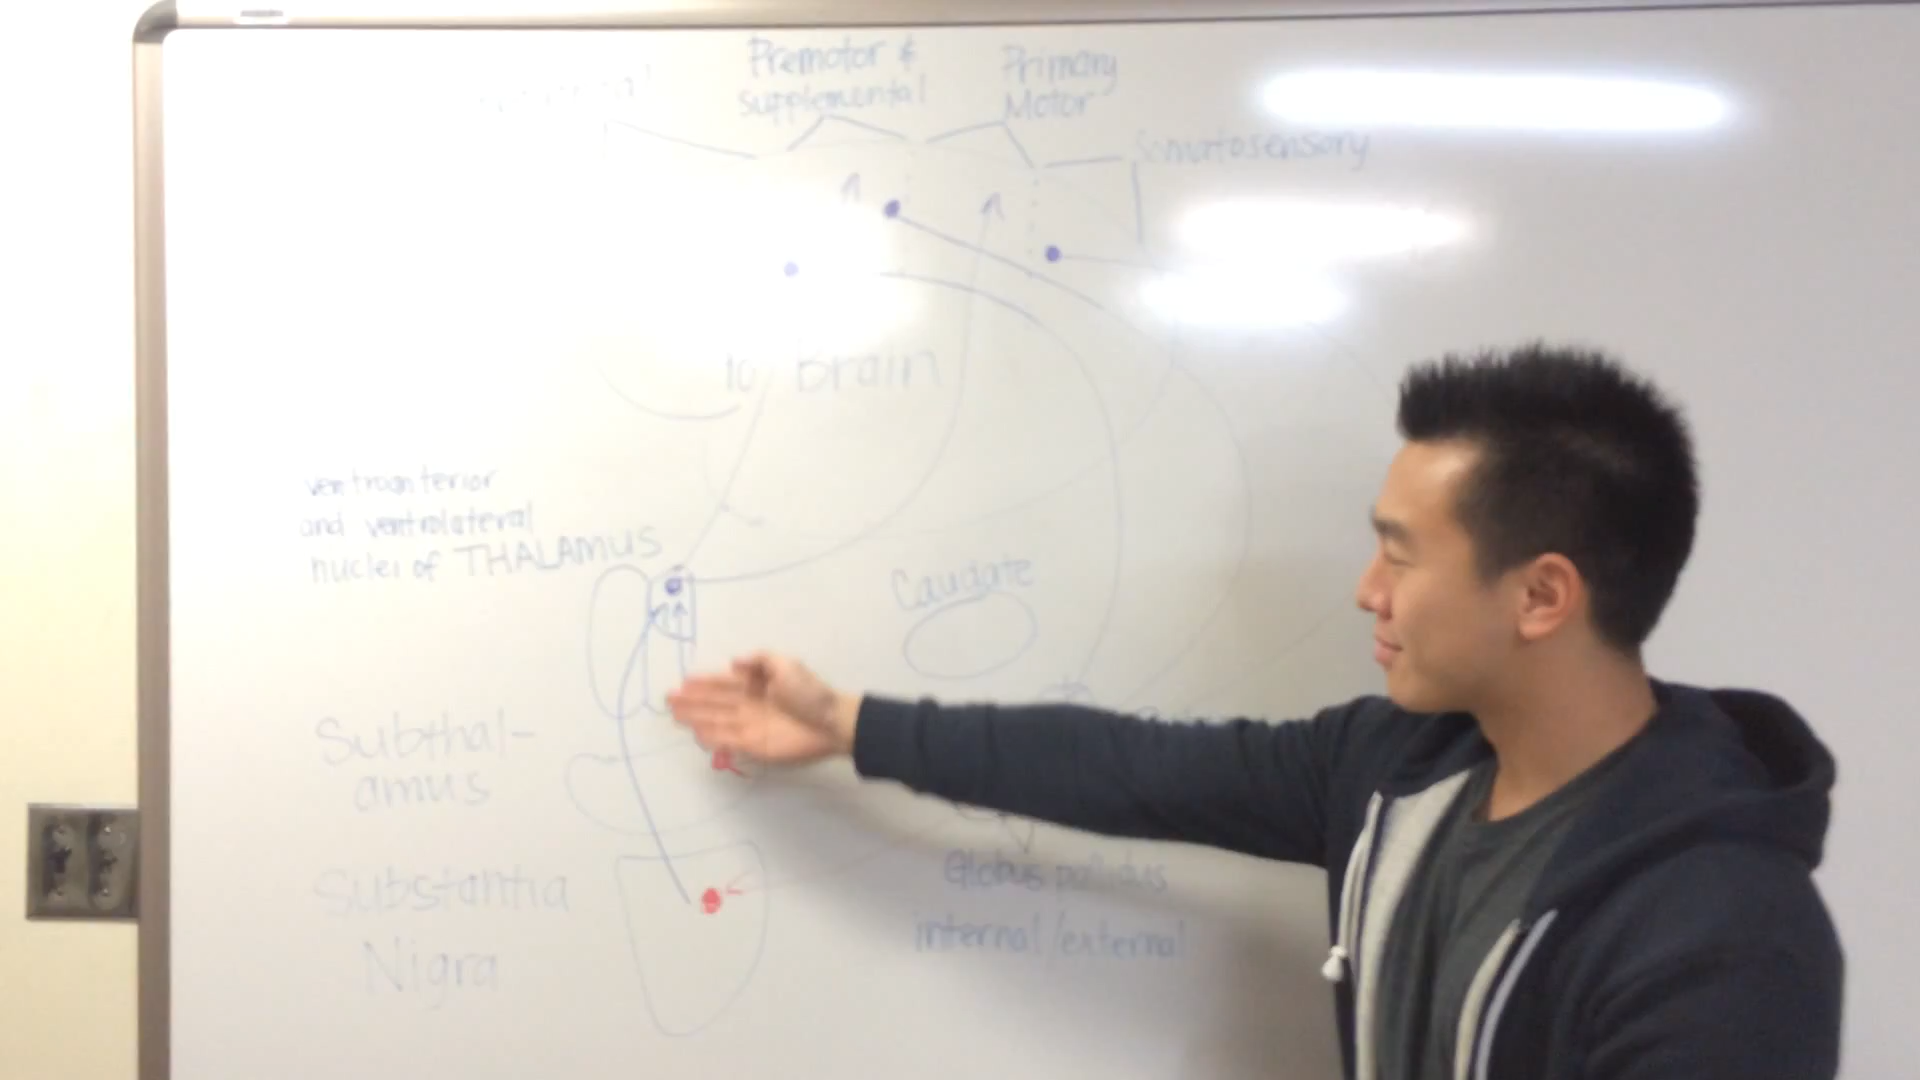 Premotor &
Supplemental
Primary
Motor
Somatosensory
to Brain
ventroanterior
and ventrolateral
nuclei of THALAMUS
Caudate
Subthal-
amus
Substantia
Nigra
Globus pallidus
internal/external